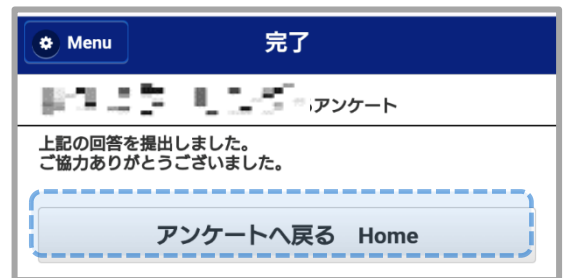 Menu 完了
アンケート
上記の回答を提出しました。
ご協力ありがとうございました。
アンケートへ戻る Home